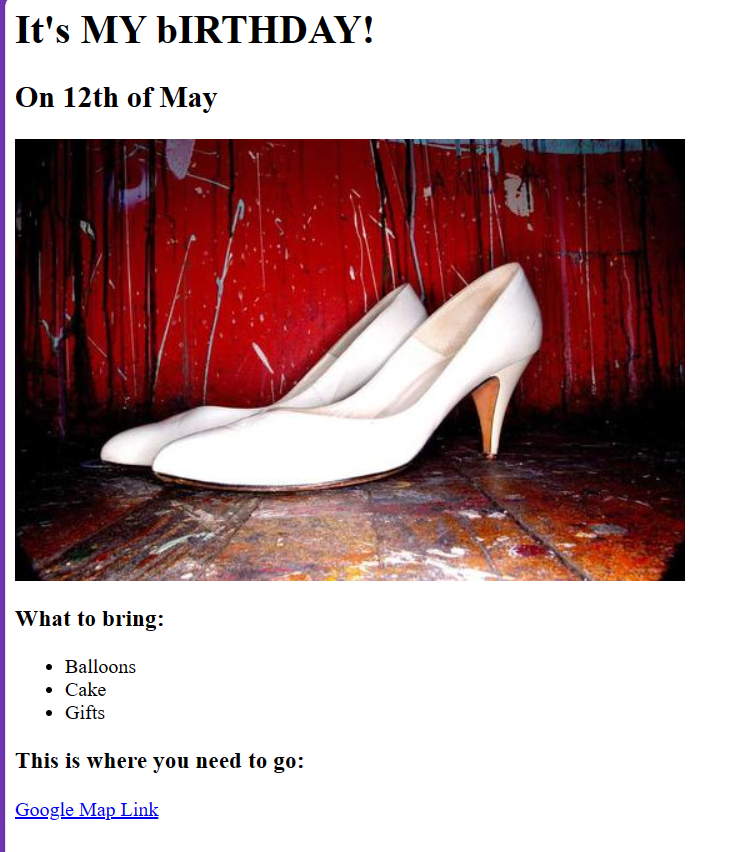 It's MY bIRTHDAY!
On 12th of May
What to bring:
Balloons
Cake
Gifts
This is where you need to go:
Google Map Link